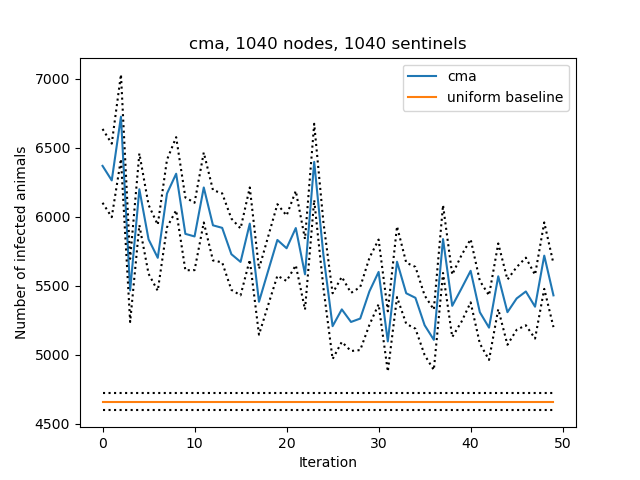 cma, 1040 nodes, 1040 sentinels
cma
uniform baseline
Number of infected animals
7000
6500
6000
5500
5000
4500
0 10 20 30 40 50
Iteration